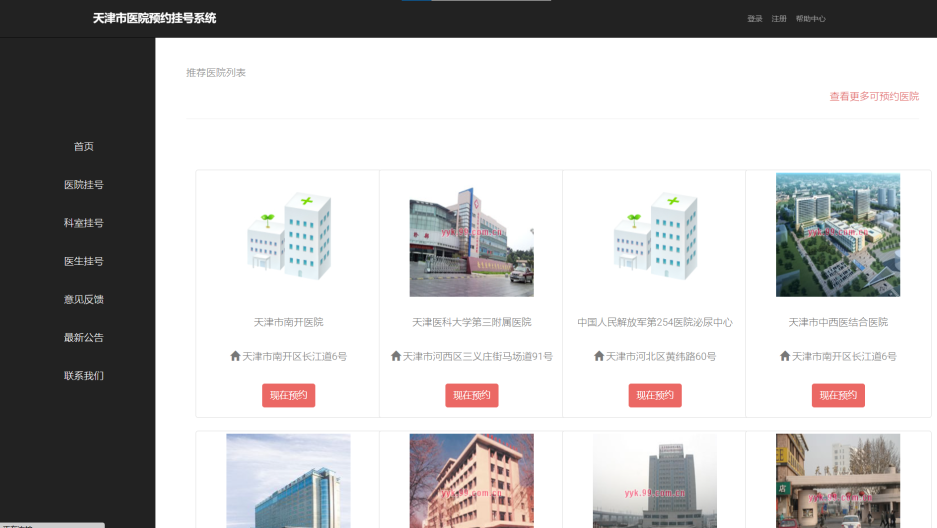 天津市医院预约挂号系统
登录 注册 帮助中心
推荐医院列表
查看更多可预约医院
首页
医院挂号
科室挂号
医生挂号
意见反馈
最新公告
联系我们
yyk.99.com.cn
yyk.99.com.cn
天津市南开医院
天津医科大学第三附属医院
中国人民解放军第254医院泌尿中心
天津市中西医结合医院
天津市南开区长江道6号
天津市河西区三义庄街马场道91号
天津市河北区黄纬路60号
天津市南开区长江道6号
现在预约
现在预约
现在预约
现在预约
yyk.99.com.cn
yyk.99.com.cn
yyk.99.com.cn